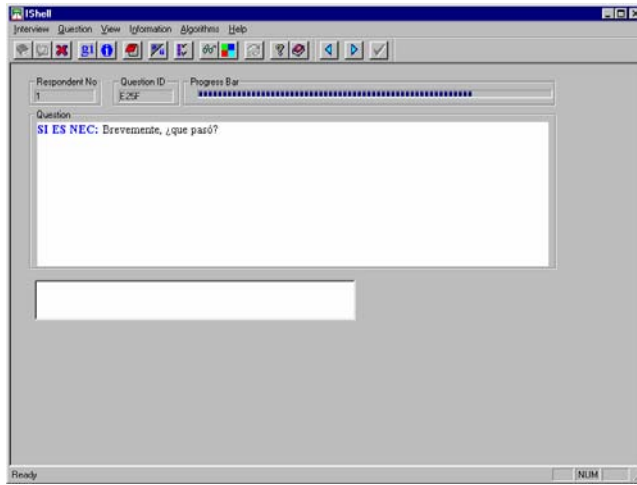 IShell
Interview Question View Information Algorithms Help
Respondent No
Question ID
Progress Bar
1
E25F
Question
SI ES NEC: Brevemente, ¿que pasó?
Ready
NUM